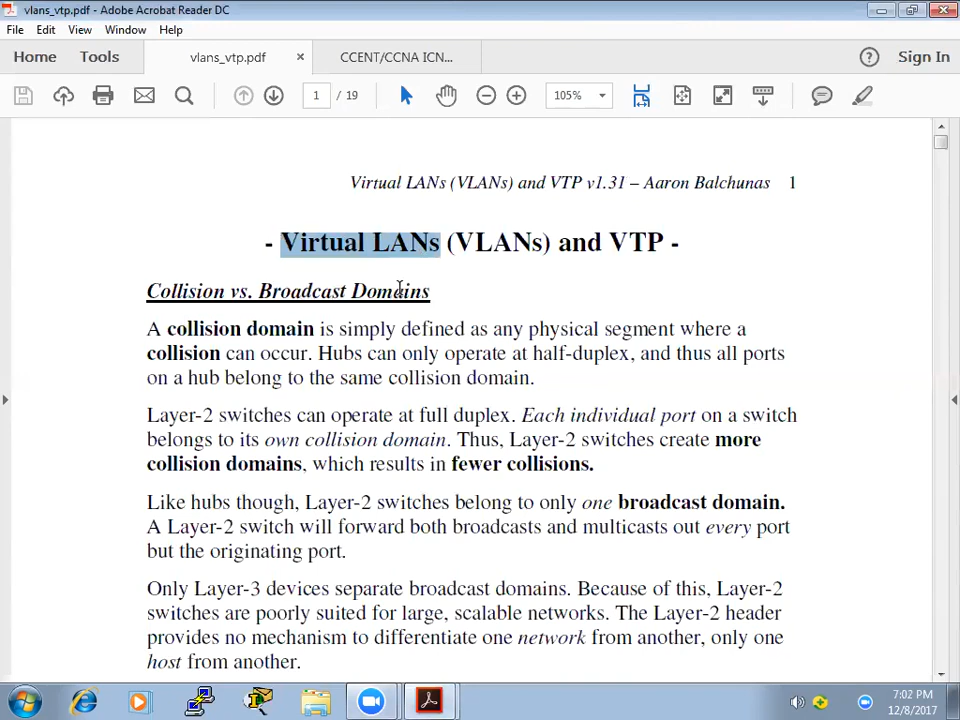 vlans_vtp.pdf - Adobe Acrobat Reader DC
File Edit View Window Help
Home Tools vlans_vtp.pdf × CCENT/CCNA ICN... ? Sign In
1 / 19 105%
Virtual LANs (VLANs) and VTP v1.31 – Aaron Balchunas 1
- Virtual LANs (VLANs) and VTP -
Collision vs. Broadcast Domains
A collision domain is simply defined as any physical segment where a
collision can occur. Hubs can only operate at half-duplex, and thus all ports
on a hub belong to the same collision domain.
Layer-2 switches can operate at full duplex. Each individual port on a switch
belongs to its own collision domain. Thus, Layer-2 switches create more
collision domains, which results in fewer collisions.
Like hubs though, Layer-2 switches belong to only one broadcast domain.
A Layer-2 switch will forward both broadcasts and multicasts out every port
but the originating port.
Only Layer-3 devices separate broadcast domains. Because of this, Layer-2
switches are poorly suited for large, scalable networks. The Layer-2 header
provides no mechanism to differentiate one network from another, only one
host from another.
7:02 PM
12/8/2017